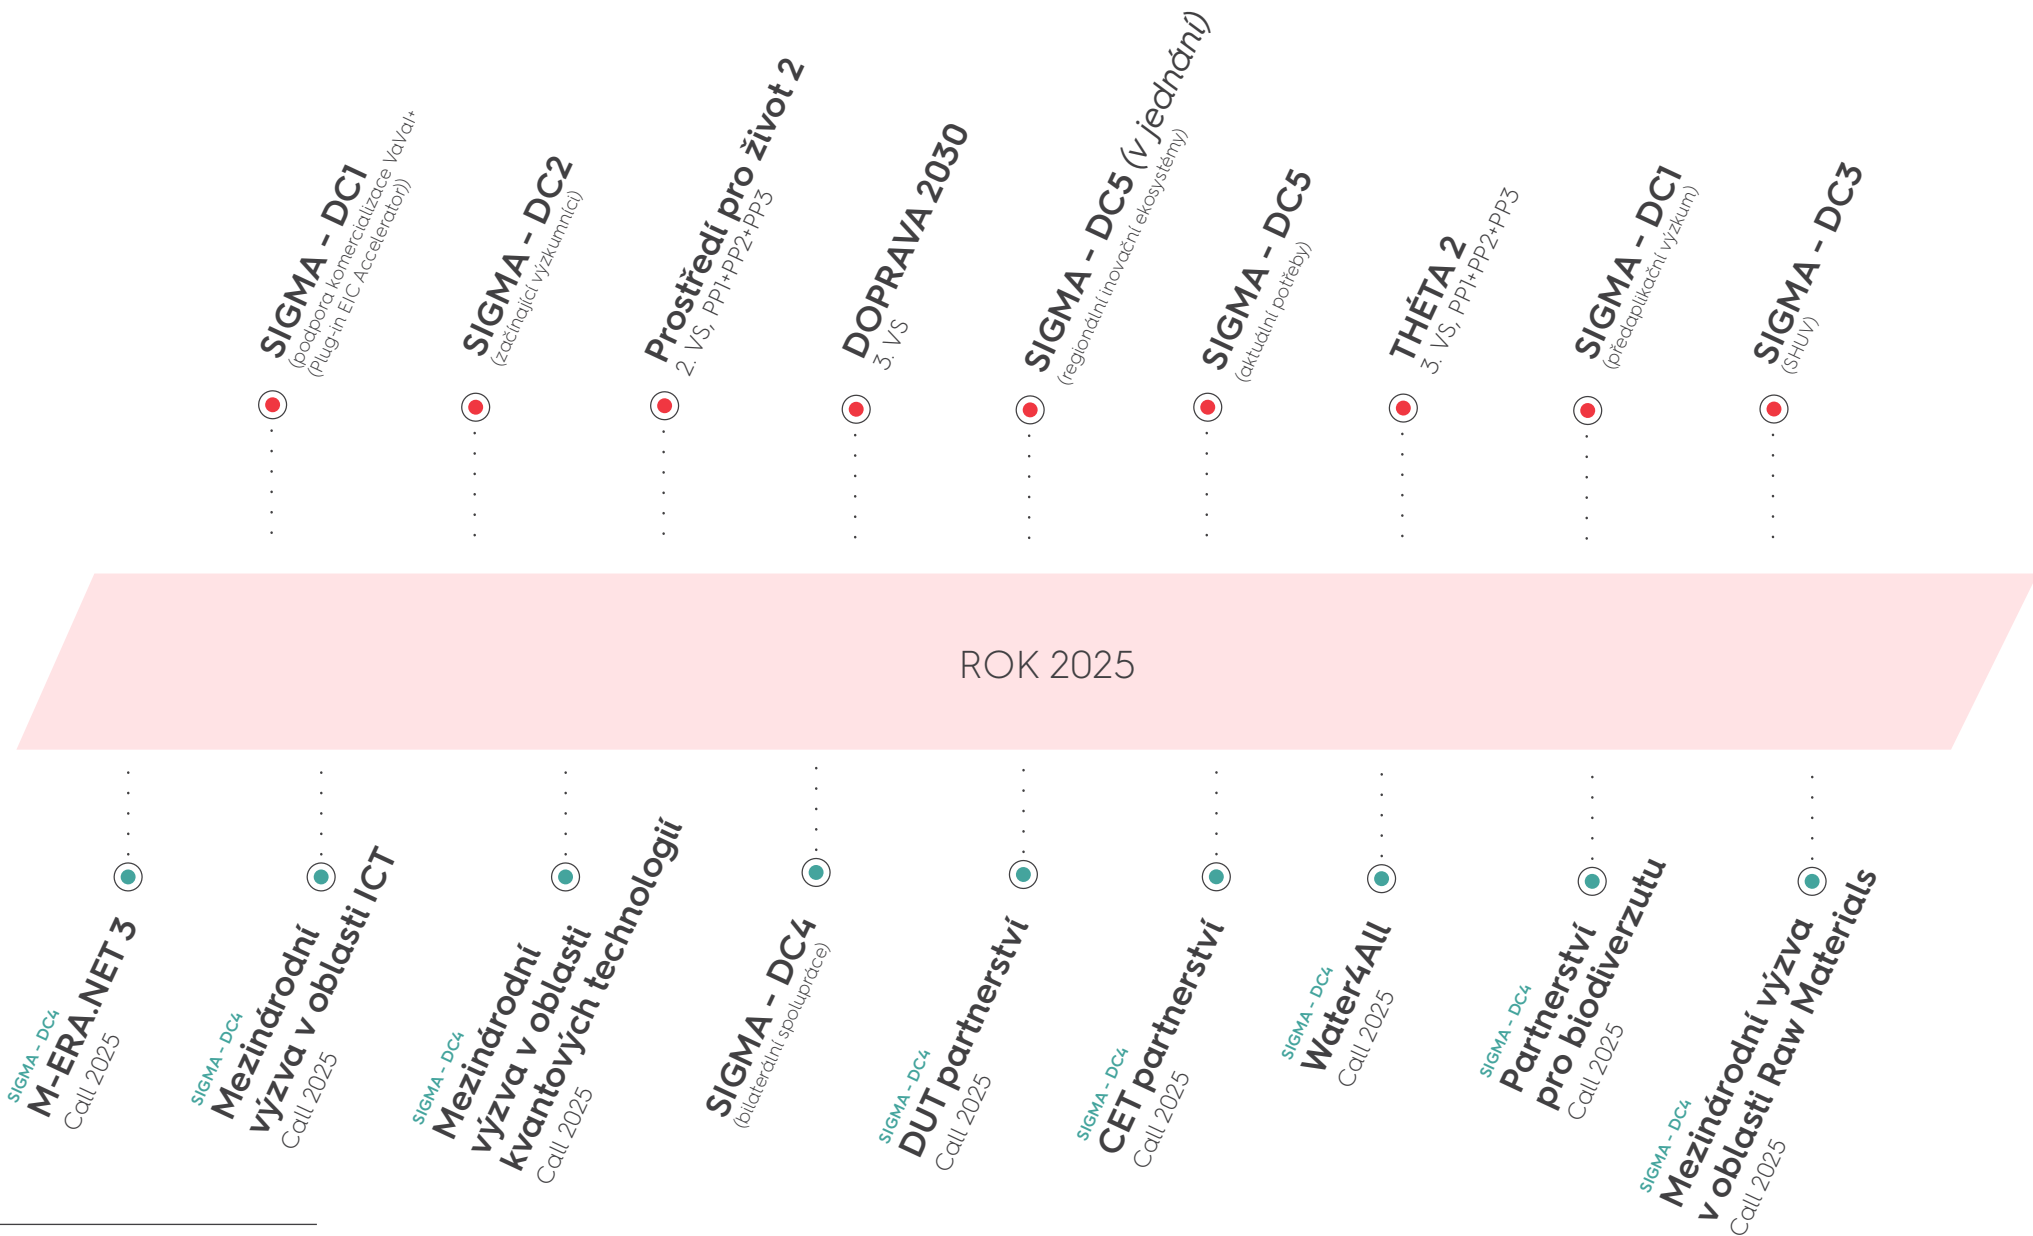 SIGMA - DC1
(podpora komercializace VaVaI+
(Plug-in EIC Accelerator))
SIGMA - DC2
(začínající výzkumníci)
Prostředí pro život 2
2. VS, PP1+PP2+PP3
DOPRAVA 2030
3. VS
SIGMA - DC5 (v jednání)
(regionální inovační ekosystémy)
SIGMA - DC5
(aktuální potřeby)
THÉTA 2
3. VS, PP1+PP2+PP3
SIGMA - DC1
(předaplikační výzkum)
SIGMA - DC3
(SHUV)
ROK 2025
SIGMA - DC4
M-ERA.NET 3
Call 2025
SIGMA - DC4
Mezinárodní
výzva v oblasti ICT
Call 2025
SIGMA - DC4
Mezinárodní
výzva v oblasti
kvantových technologií
Call 2025
SIGMA - DC4
(bilaterální spolupráce)
SIGMA - DC4
DUT partnerství
Call 2025
SIGMA - DC4
CET partnerství
Call 2025
SIGMA - DC4
Water4All
Call 2025
SIGMA - DC4
Partnerství
pro biodiverzutu
Call 2025
SIGMA - DC4
Mezinárodní výzva
v oblasti Raw Materials
Call 2025